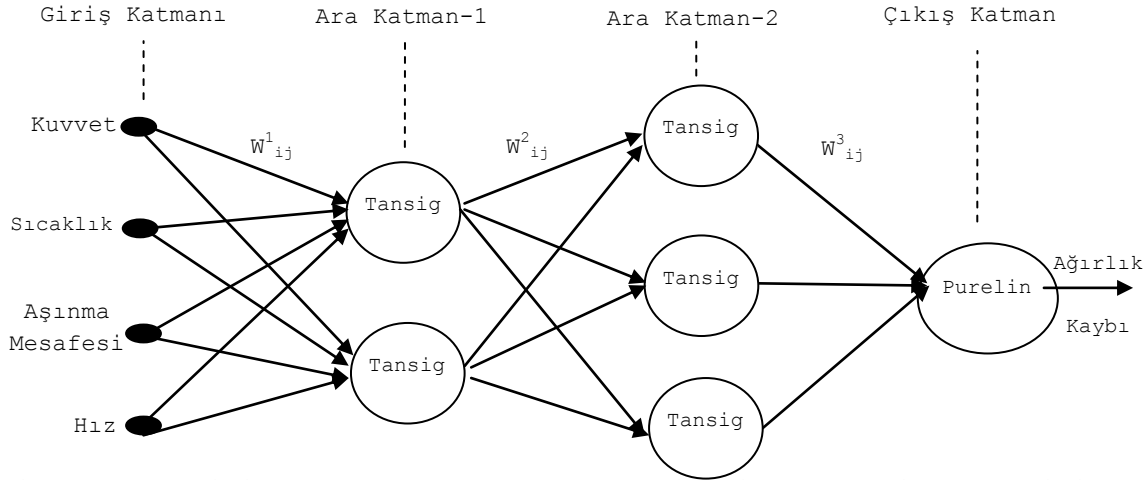 Giriş Katmanı
Ara Katman-1
Ara Katman-2
Çıkış Katman
Kuvvet
Sıcaklık
Aşınma
Mesafesi
Hız
W¹ij
Tansig
Tansig
W²ij
Tansig
Tansig
Tansig
W³ij
Purelin
Ağırlık
Kaybı